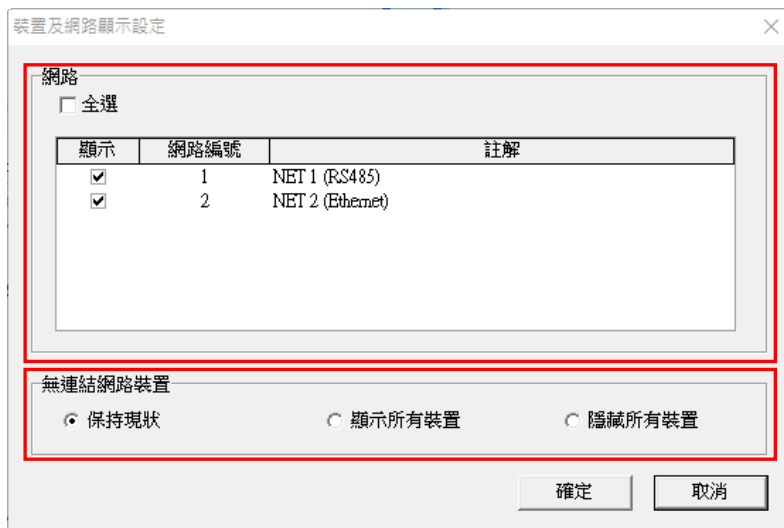 裝置及網路顯示設定
網路
全選
顯示 網路編號 註解
1 NET 1 (RS485)
2 NET 2 (Ethernet)
無連結網路裝置
保持現狀 顯示所有裝置 隱藏所有裝置
確定 取消